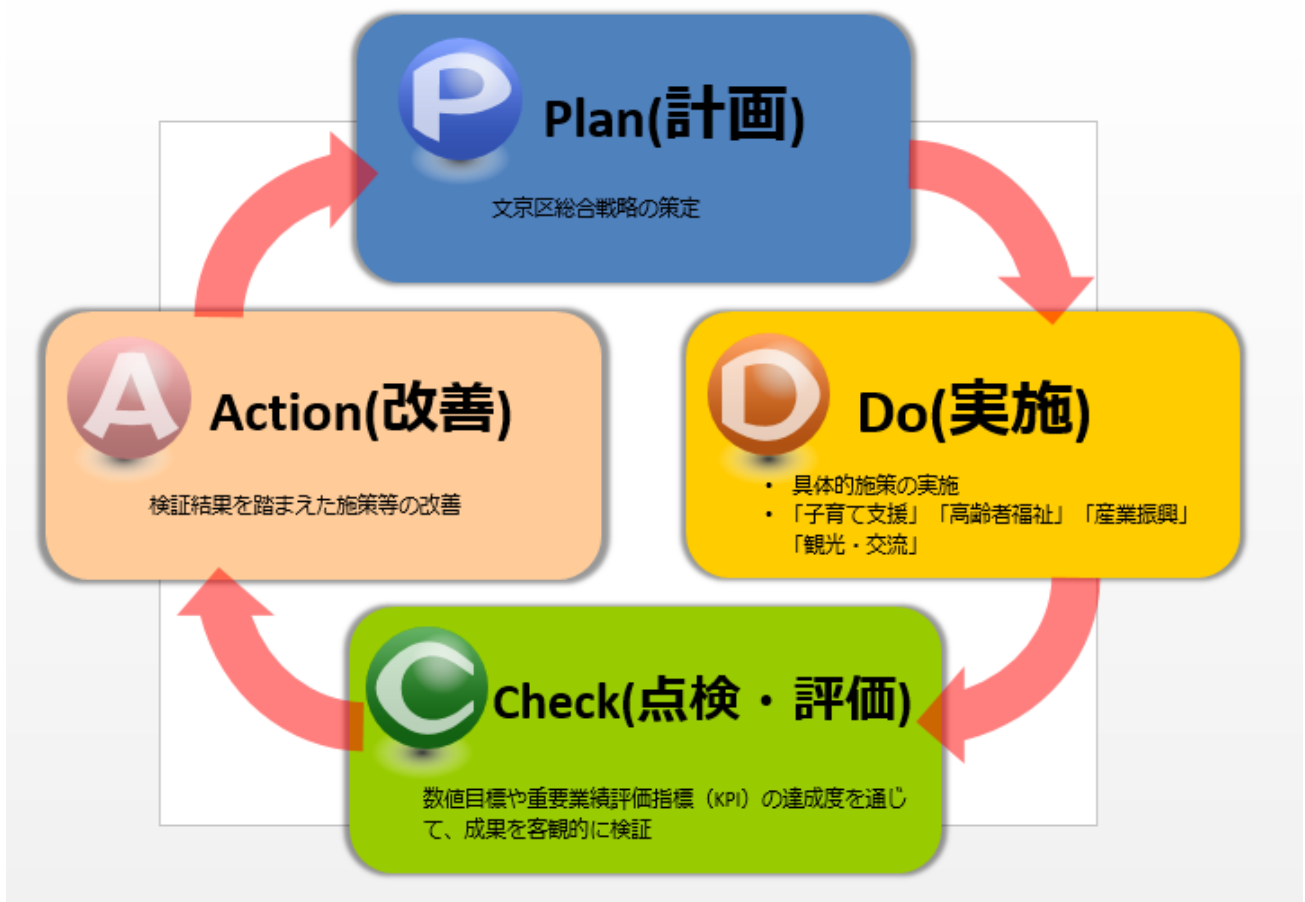 P
Plan(計画)
文京区総合戦略の策定
D
Do(実施)
• 具体的施策の実施
• 「子育て支援」「高齢者福祉」「産業振興」
「観光・交流」
C
Check(点検・評価)
数値目標や重要業績評価指標（KPI）の達成度を通じ
て、成果を客観的に検証
A
Action(改善)
検証結果を踏まえた施策等の改善